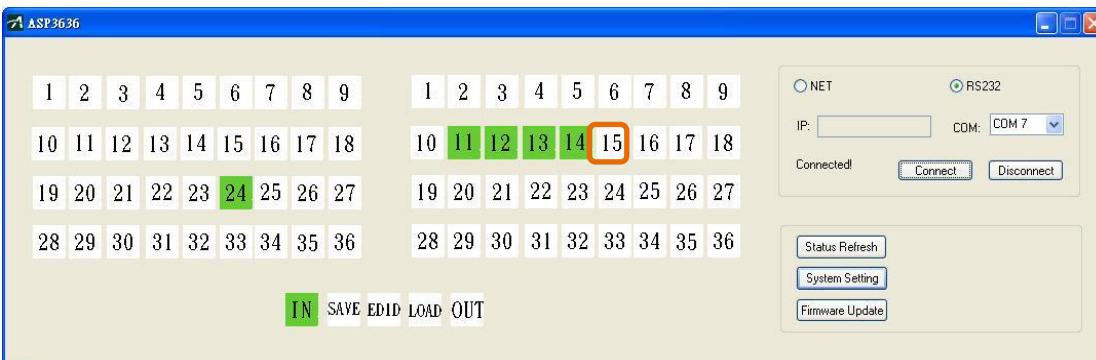 ASP3636
1 2 3 4 5 6 7 8 9 1 2 3 4 5 6 7 8 9
10 11 12 13 14 15 16 17 18 10 11 12 13 14 15 16 17 18
19 20 21 22 23 24 25 26 27 19 20 21 22 23 24 25 26 27
28 29 30 31 32 33 34 35 36 28 29 30 31 32 33 34 35 36
IN SAVE EDID LOAD OUT
NET RS232
IP: COM: COM 7
Connected! Connect Disconnect
Status Refresh
System Setting
Firmware Update